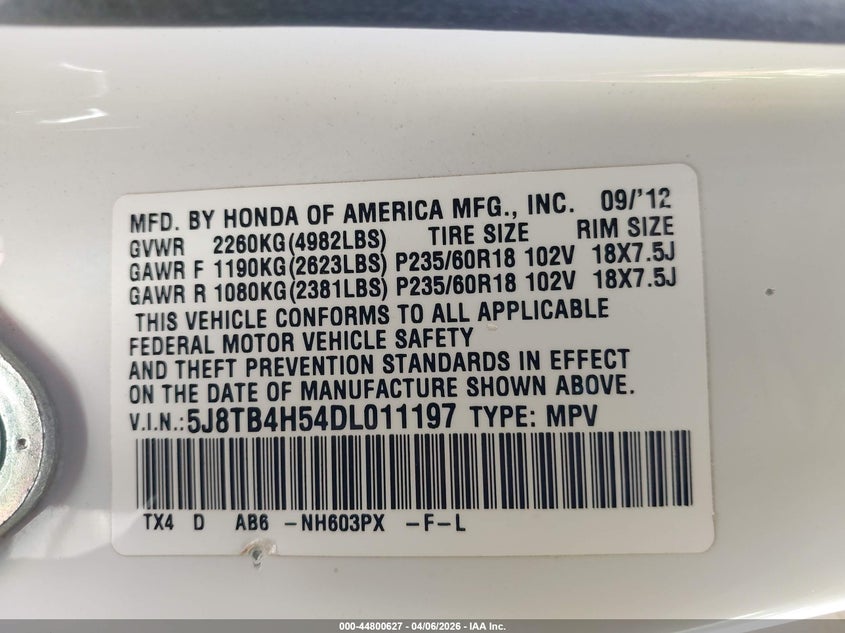 MFD. BY HONDA OF AMERICA MFG., INC. 09/'12
GVWR 2260KG(4982LBS) TIRE SIZE RIM SIZE
GAWR F 1190KG(2623LBS) P235/60R18 102V 18X7.5J
GAWR R 1080KG(2381LBS) P235/60R18 102V 18X7.5J
THIS VEHICLE CONFORMS TO ALL APPLICABLE
FEDERAL MOTOR VEHICLE SAFETY
AND THEFT PREVENTION STANDARDS IN EFFECT
ON THE DATE OF MANUFACTURE SHOWN ABOVE.
V.I.N.:5J8TB4H54DL011197 TYPE: MPV
TX4 D AB6 -NH603PX -F-L
000-44800627 - 04/06/2026 - IAA Inc.